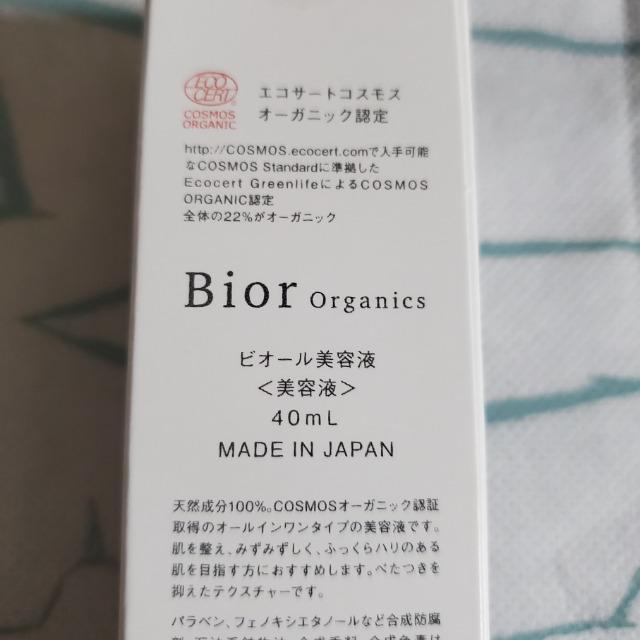 ECO
CERT
COSMOS
ORGANIC
エコサートコスモス
オーガニック認定
http://COSMOS.ecocert.comで入手可能
なCOSMOS Standardに準拠した
Ecocert GreenlifeによるCOSMOS
ORGANIC認定
全体の22%がオーガニック
Bior Organics
ビオール美容液
＜美容液＞
40mL
MADE IN JAPAN
天然成分100%。COSMOSオーガニック認証
取得のオールインワンタイプの美容液です。
肌を整え、みずみずしく、ふっくらハリのある
肌を目指す方におすすめします。べたつきを
抑えたテクスチャーです。
パラベン、フェノキシエタノールなど合成防腐